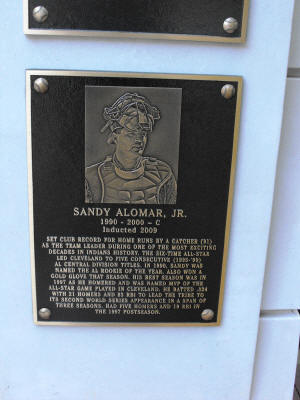 SANDY ALOMAR, JR.
1990 - 2000 - C
Inducted 2009
SET CLUB RECORD FOR HOME RUNS BY A CATCHER (92)
AS THE TEAM LEADER DURING ONE OF THE MOST EXCITING
DECADES IN INDIANS HISTORY, THE SIX-TIME ALL-STAR
LED CLEVELAND TO FIVE CONSECUTIVE (1995-'99)
AL CENTRAL DIVISION TITLES. IN 1990, SANDY WAS
NAMED THE AL ROOKIE OF THE YEAR. ALSO WON A
GOLD GLOVE THAT SEASON. HIS BEST SEASON WAS IN
1997 AS HE HOMERED AND WAS NAMED MVP OF THE
ALL-STAR GAME PLAYED IN CLEVELAND. HE BATTED .324
WITH 21 HOMERS AND 83 RBI TO LEAD THE TRIBE TO
ITS SECOND WORLD SERIES APPEARANCE IN A SPAN OF
THREE SEASONS. HAD FIVE HOMERS AND 19 RBI IN
THE 1997 POSTSEASON.